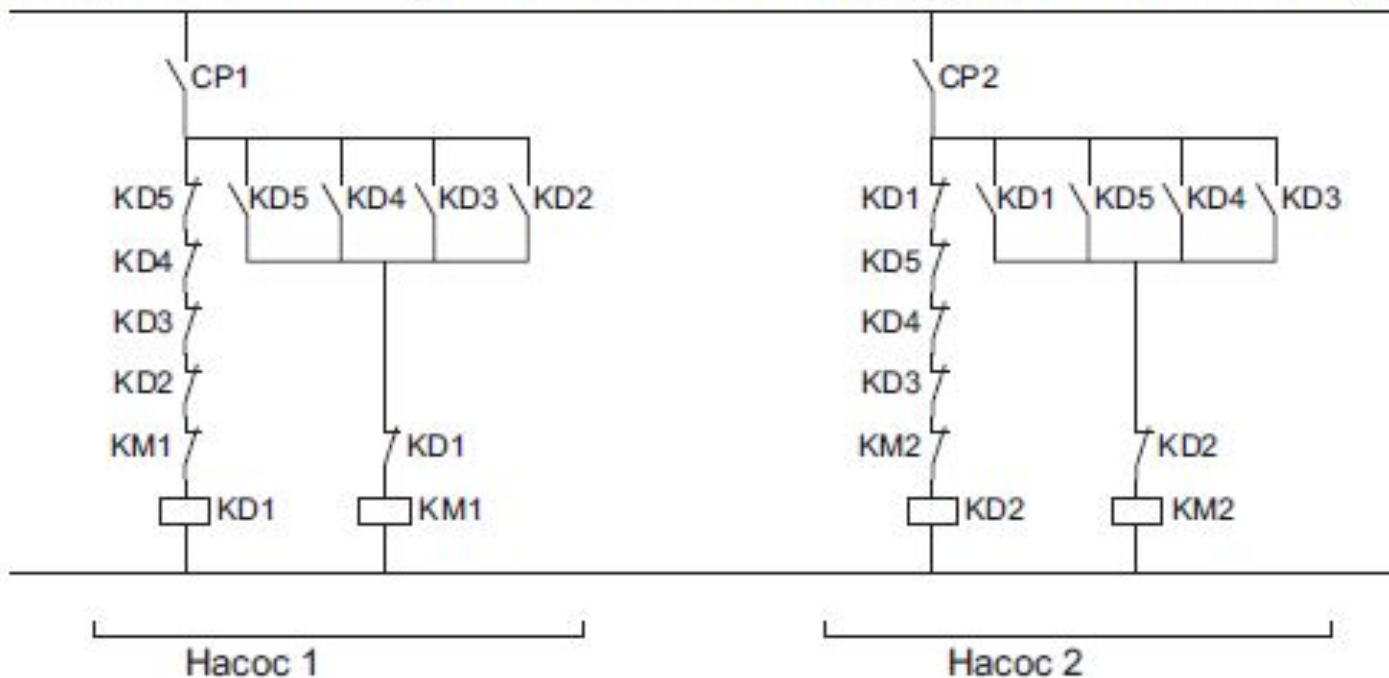 CP1 CP2
KD5 KD5 KD4 KD3 KD2 KD1 KD1 KD5 KD4 KD3
KD4 KD5
KD3 KD4
KD2 KD3
KM1 KD1 KM2 KD2
KD1 KM1 KD2 KM2
Насос 1 Насос 2